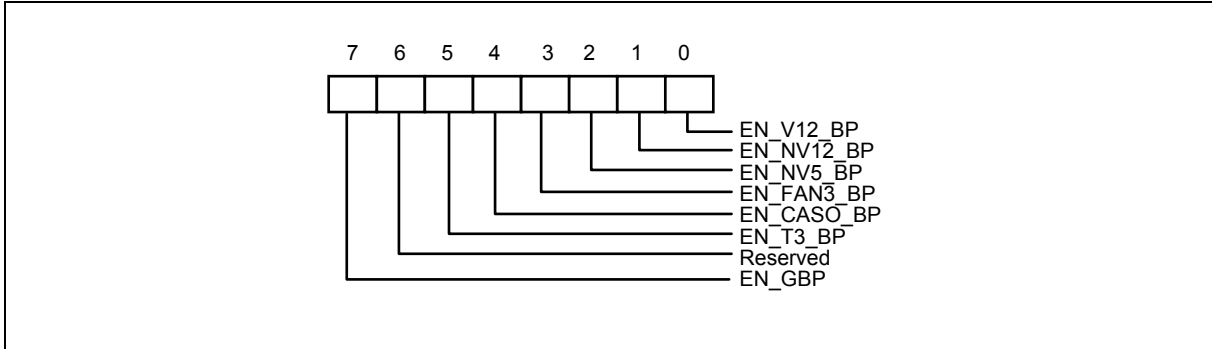 7 6 5 4 3 2 1 0
EN_V12_BP
EN_NV12_BP
EN_NV5_BP
EN_FAN3_BP
EN_CASO_BP
EN_T3_BP
Reserved
EN_GBP